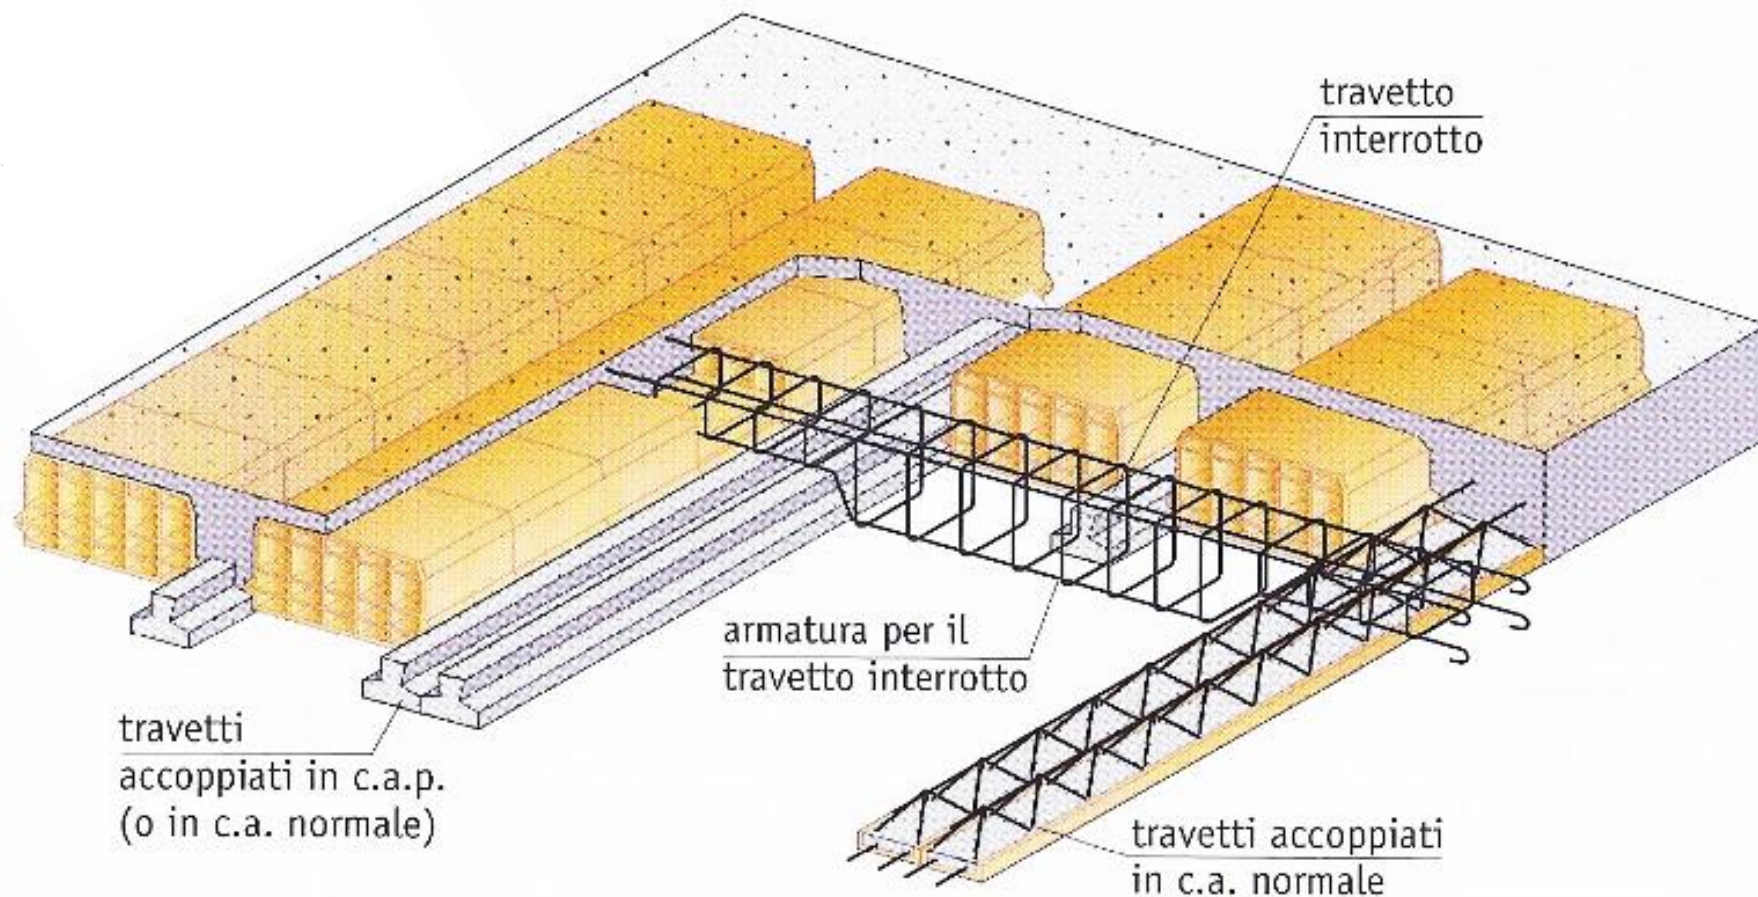 travetto
interrotto
armatura per il
travetto interrotto
travetti
accoppiati in c.a.p.
(o in c.a. normale)
travetti accoppiati
in c.a. normale